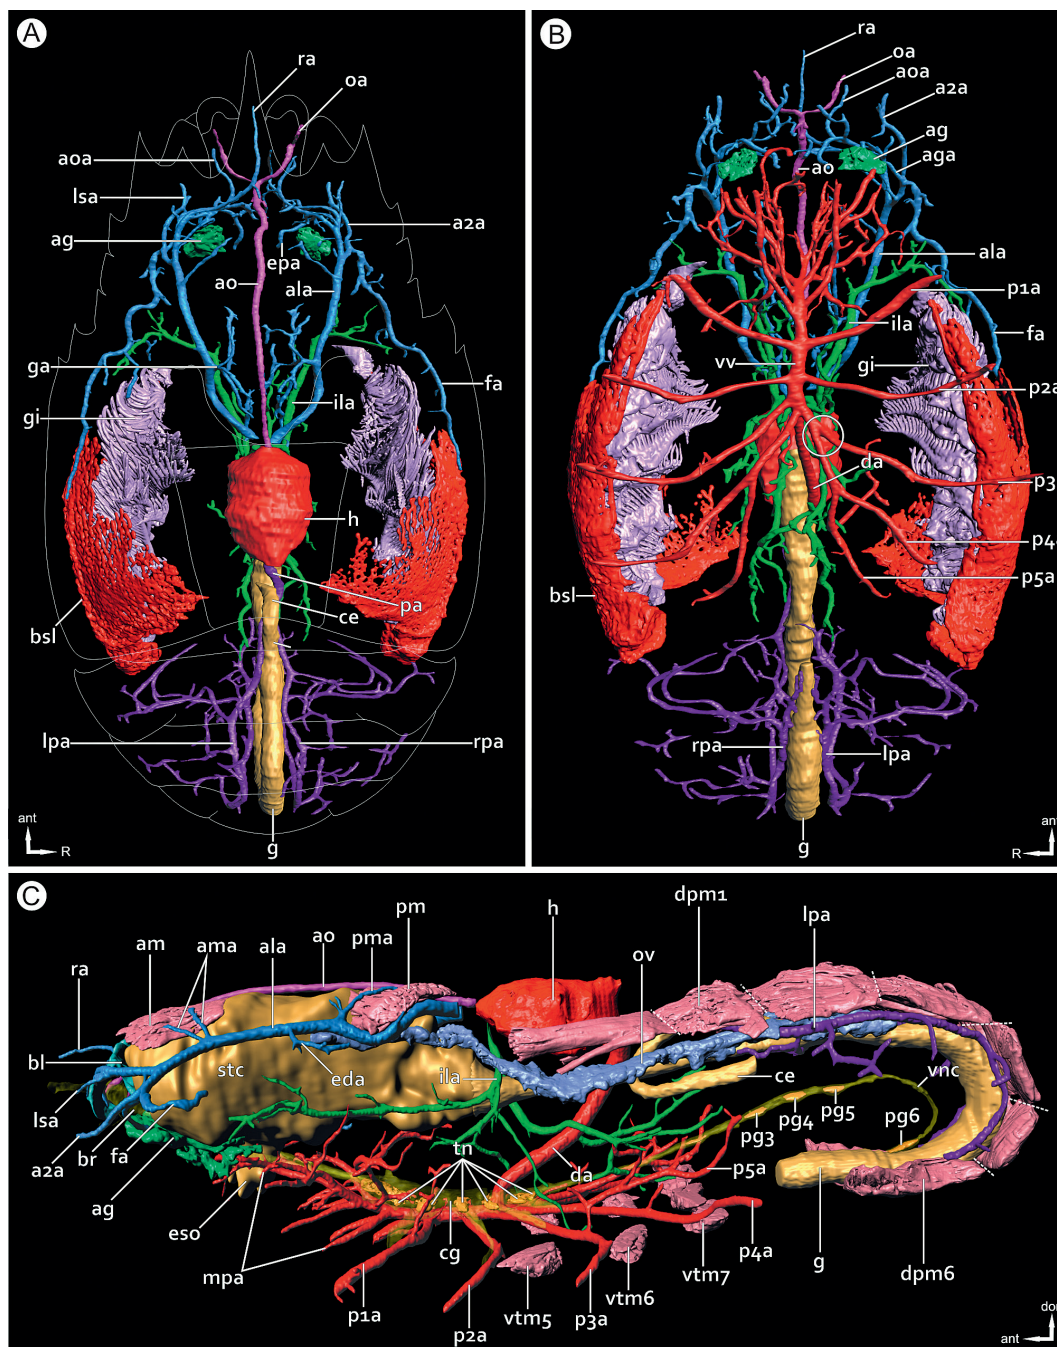 A
ra
oa
aoa
lsa
ag
a2a
epa
ao
ala
ga
fa
gi
ila
h
pa
ce
bsl
lpa
rpa
g
ant
R
B
ra
oa
aoa
a2a
ag
aga
ao
ala
p1a
ila
fa
vv
gi
p2a
da
p3
p4
p5a
bsl
rpa
lpa
g
ant
R
C
dpm1
h
lpa
pm
ov
am
ama
ala
ao
pma
ra
bl
stc
eda
ila
ce
vnc
lsa
pg5
pg4
pg3
pg6
a2a
br
fa
tn
da
p5a
ag
eso
cg
p4a
g
mpa
vtm7
dpm6
vtm6
p1a
vtm5
p3a
p2a
dor
ant